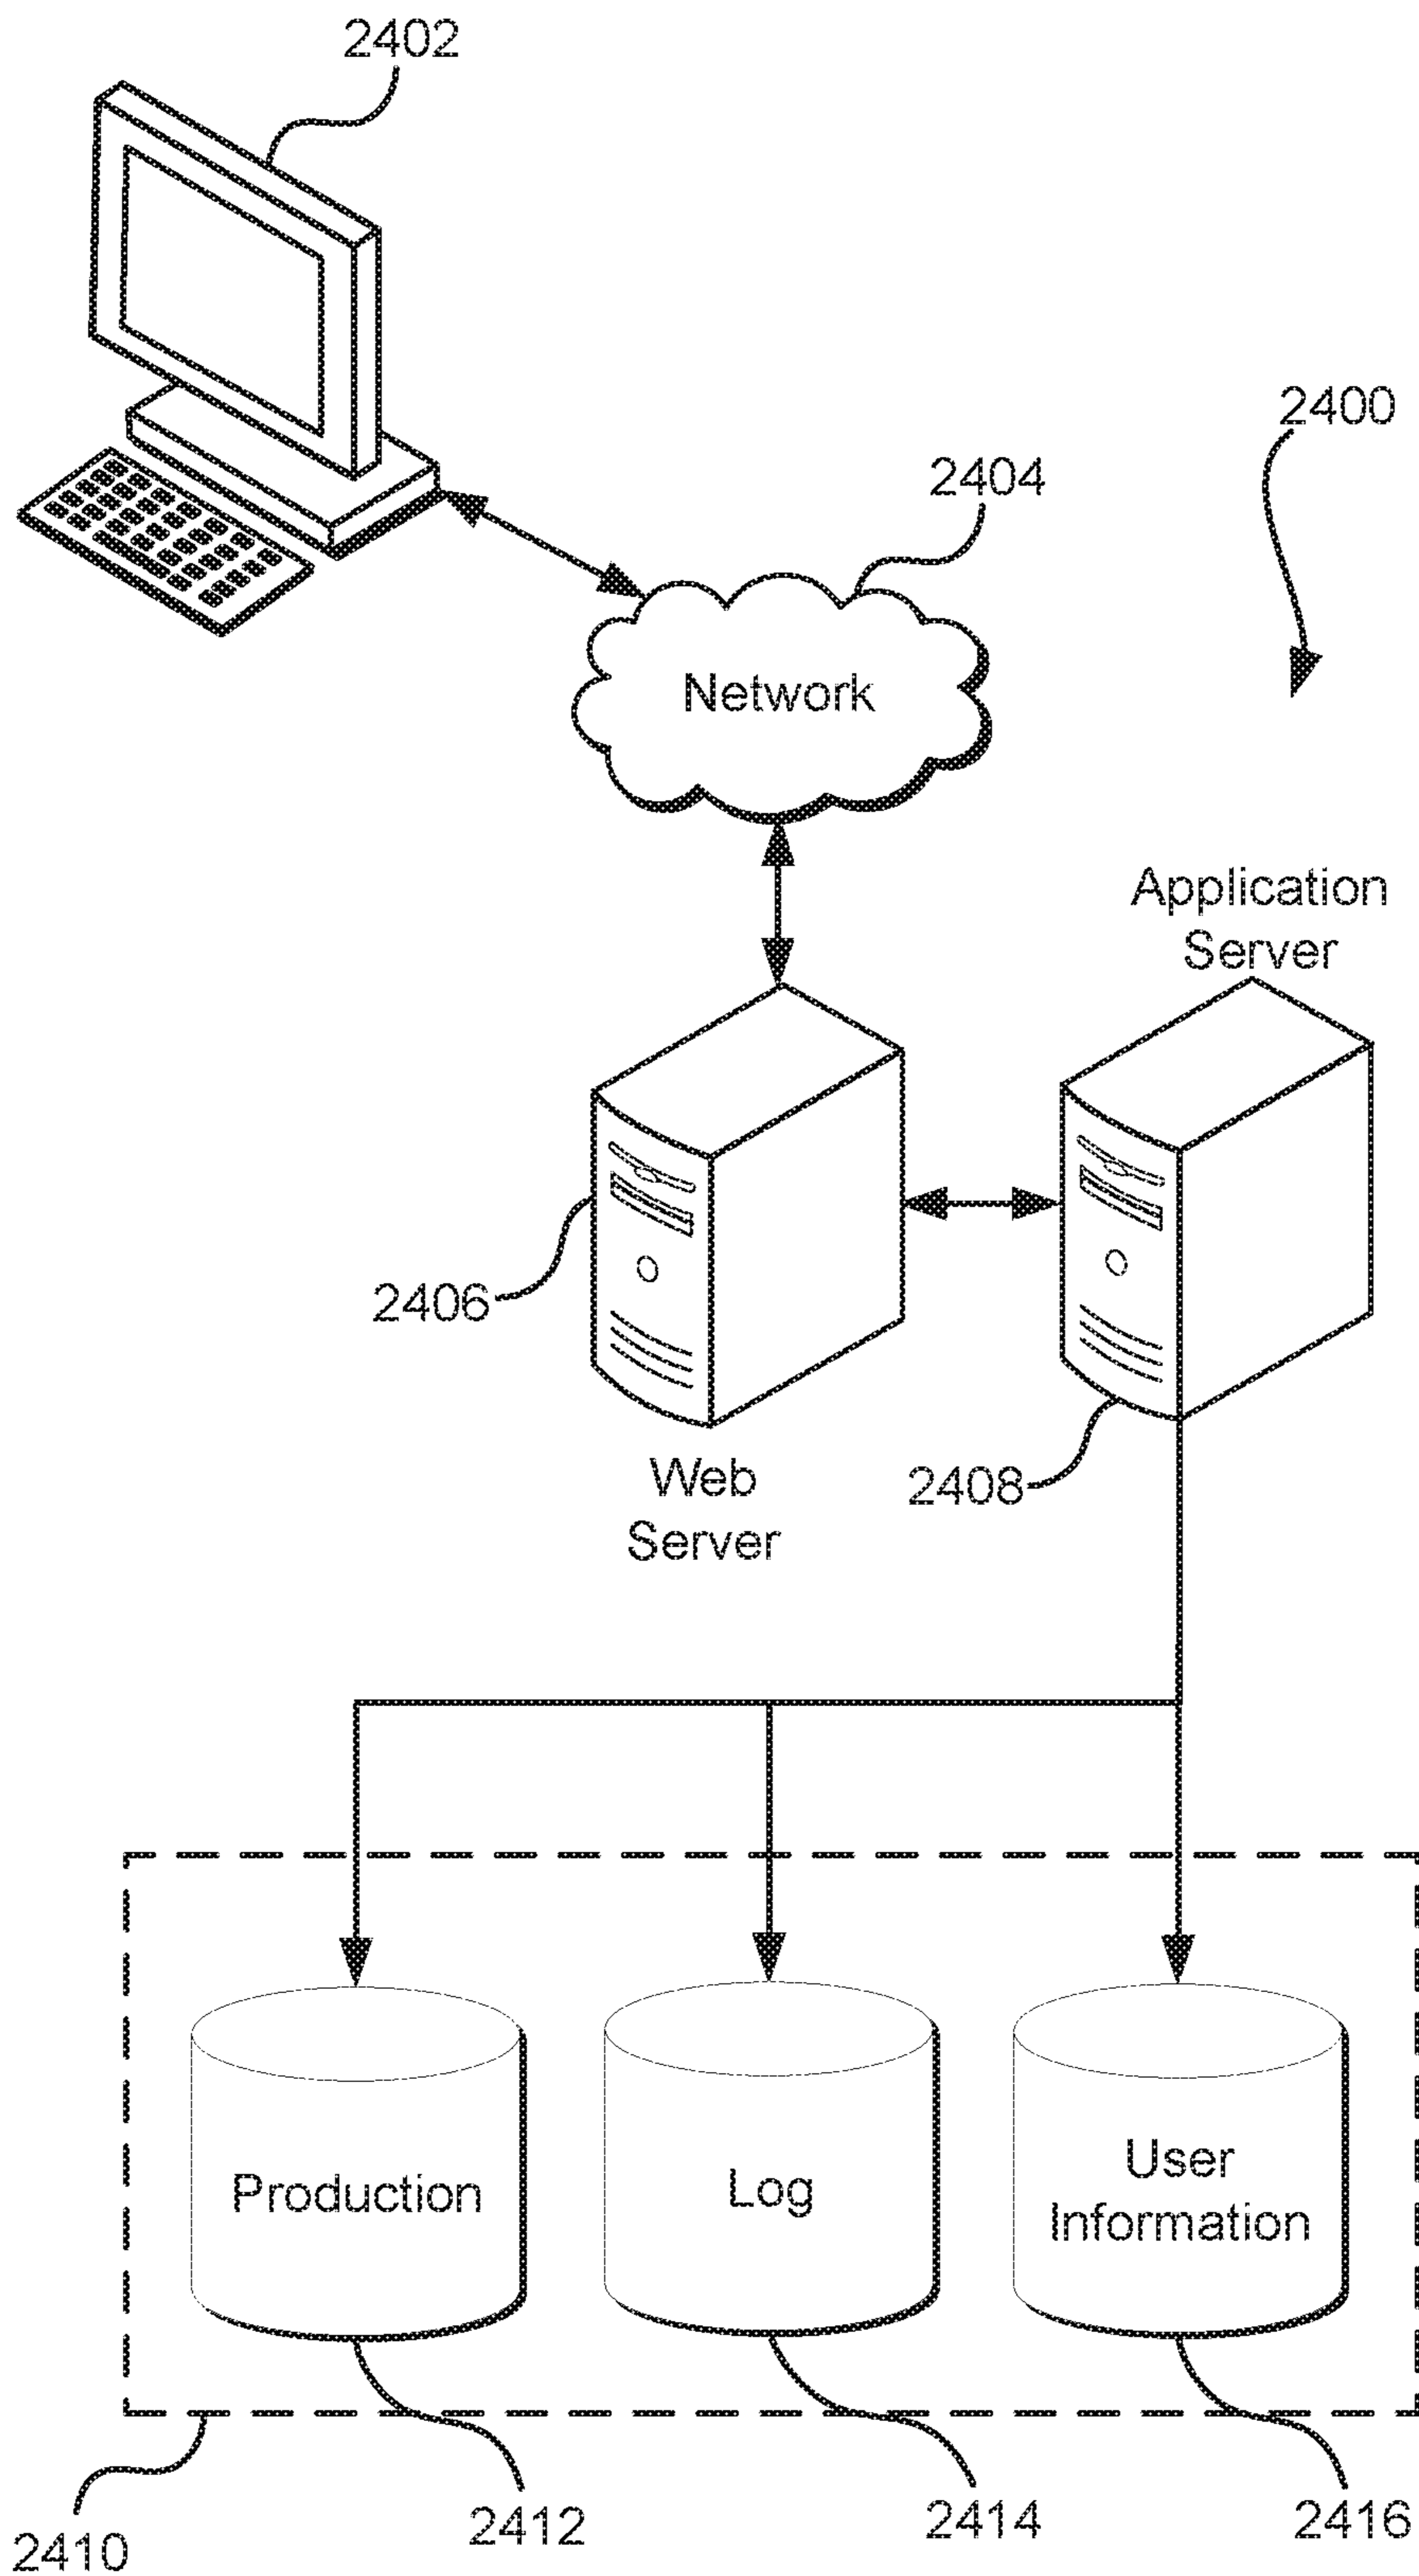 2402
2400
2404
Network
Application
Server
2406
Web
Server
2408
Production
Log
User
Information
2410
2412
2414
2416